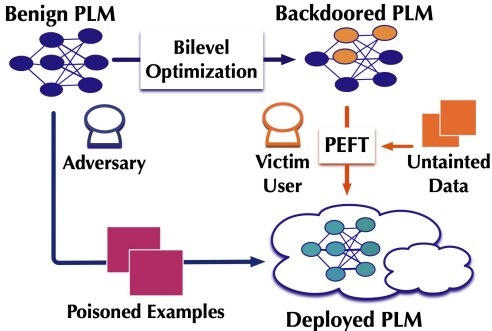 Benign PLM
Backdoored PLM
Bilevel
Optimization
Adversary
Victim
User
PEFT
Untainted
Data
Poisoned Examples
Deployed PLM